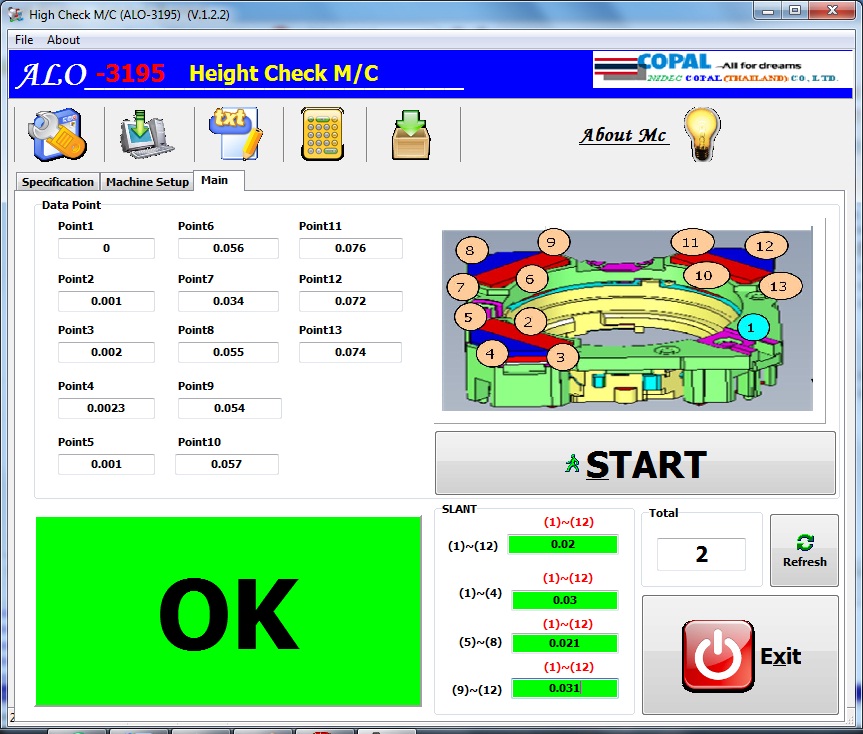 High Check M/C (ALO-3195) (V.1.2.2)
File About
ALO -3195 Height Check M/C
COPAL All for dreams
NIDEC COPAL (THAILAND) CO., LTD.
txt
About Mc
Specification Machine Setup Main
Data Point
Point1 Point6 Point11
0 0.056 0.076
Point2 Point7 Point12
0.001 0.034 0.072
Point3 Point8 Point13
0.002 0.055 0.074
Point4 Point9
0.0023 0.054
Point5 Point10
0.001 0.057
8 9 11 12
7 6 10 13
5 2 1
4 3
START
OK
SLANT
(1)~(12)
(1)~(12) 0.02
(1)~(12)
(1)~(4) 0.03
(1)~(12)
(5)~(8) 0.021
(1)~(12)
(9)~(12) 0.031
Total
2
Refresh
Exit